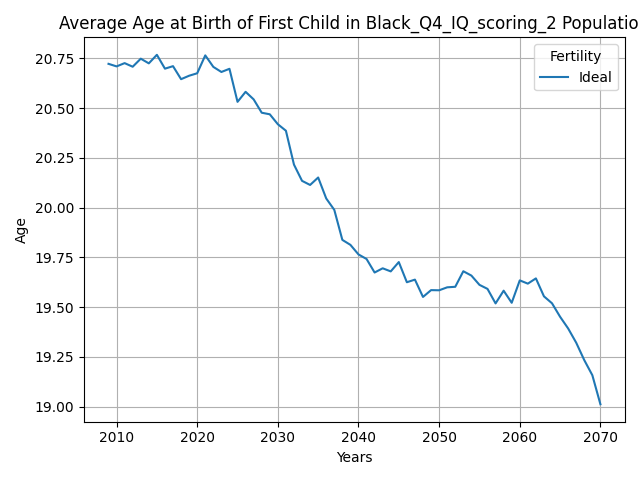 Average Age at Birth of First Child in Black_Q4_IQ_scoring_2 Populatio
Fertility
Ideal
20.75
20.50
20.25
20.00
19.75
19.50
19.25
19.00
Age
2010 2020 2030 2040 2050 2060 2070
Years